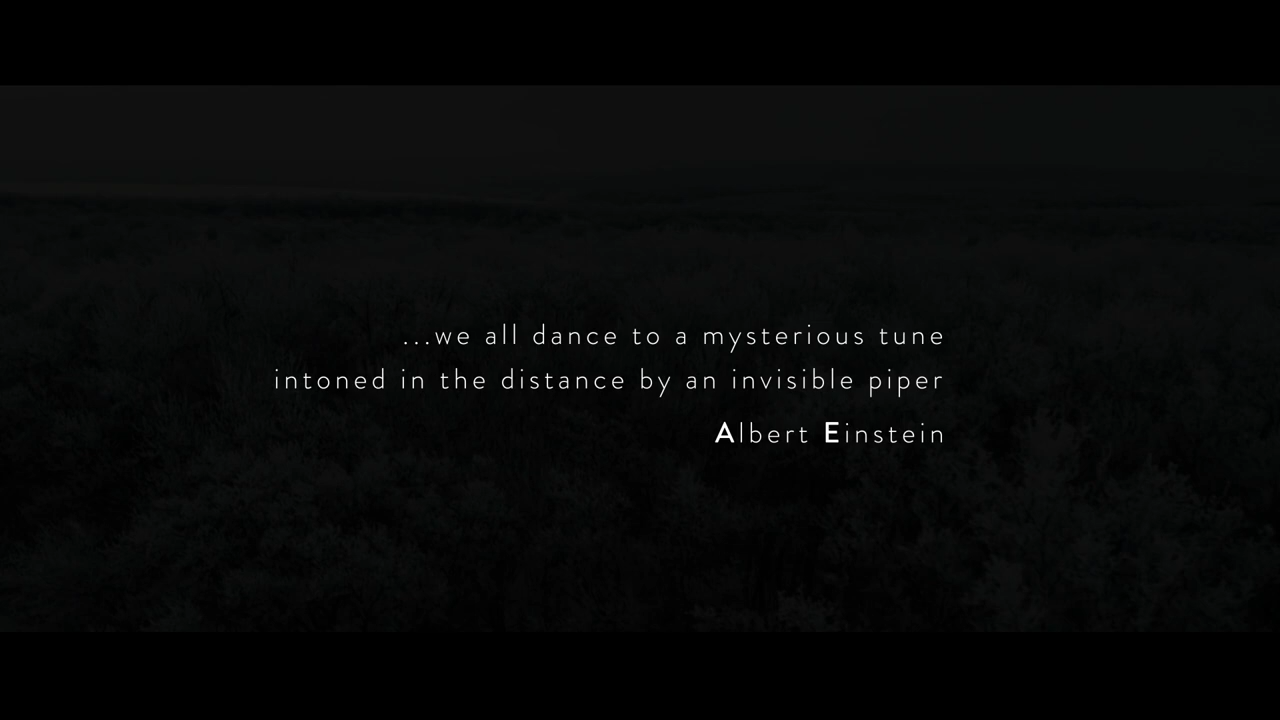 ...we all dance to a mysterious tune
intoned in the distance by an invisible piper
Albert Einstein